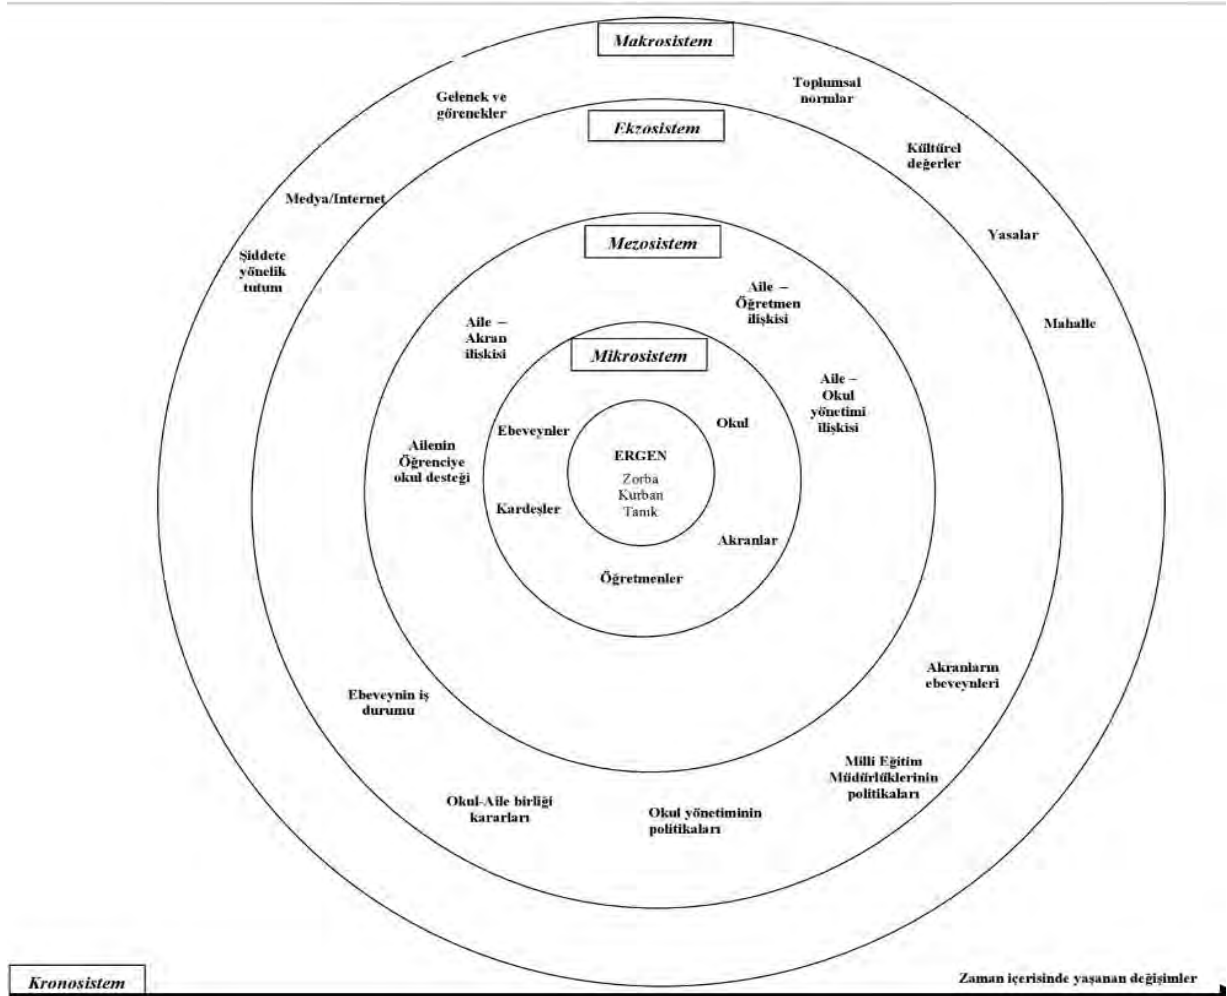 Makrosistem
Gelenek ve
görenekler
Toplumsal
normlar
Ekzosistem
Kültürel
değerler
Medya/Internet
Yasalar
Şiddete
yönelik
tutum
Mahalle
Mezosistem
Aile –
Akran
ilişkisi
Aile –
Öğretmen
ilişkisi
Mikrosistem
Aile –
Okul
yönetimi
ilişkisi
Ebeveynler
Okul
Ailenin
Öğrenciye
okul desteği
ERGEN
Zorba
Kurban
Tanık
Kardeşler
Akranlar
Öğretmenler
Ebeveynin iş
durumu
Akranların
ebeveynleri
Milli Eğitim
Müdürlüklerinin
politikaları
Okul-Aile birliği
kararları
Okul yönetiminin
politikaları
Kronosistem
Zaman içerisinde yaşanan değişimler